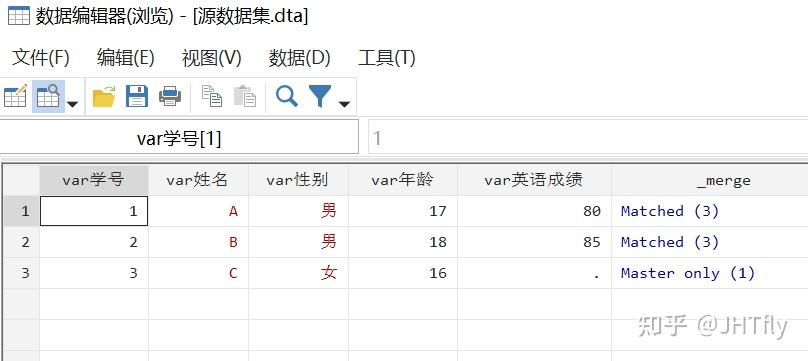 数据编辑器(浏览) - [源数据集.dta]
文件(F) 编辑(E) 视图(V) 数据(D) 工具(T)
var学号[1] 1
var学号 var姓名 var性别 var年龄 var英语成绩 _merge
1 1 A 男 17 80 Matched (3)
2 2 B 男 18 85 Matched (3)
3 3 C 女 16 . Master only (1)
知乎 @JHTfly